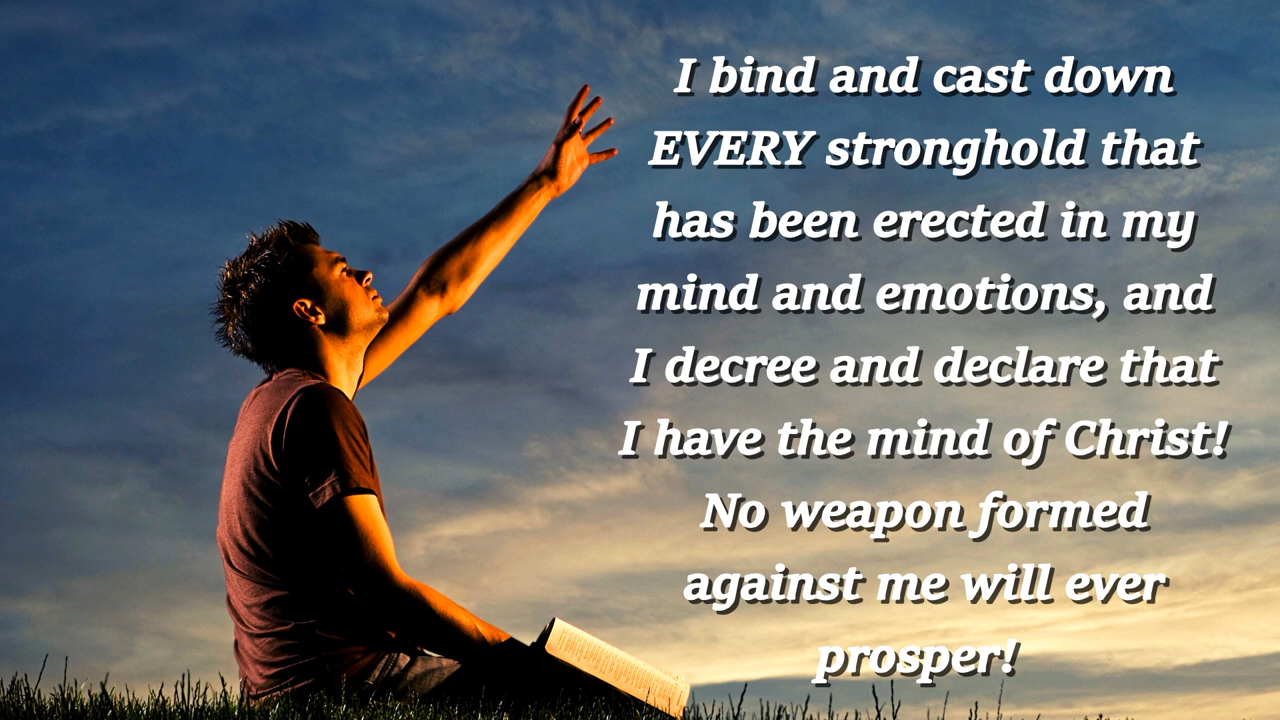 I bind and cast down
EVERY stronghold that
has been erected in my
mind and emotions, and
I decree and declare that
I have the mind of Christ!
No weapon formed
against me will ever
prosper!